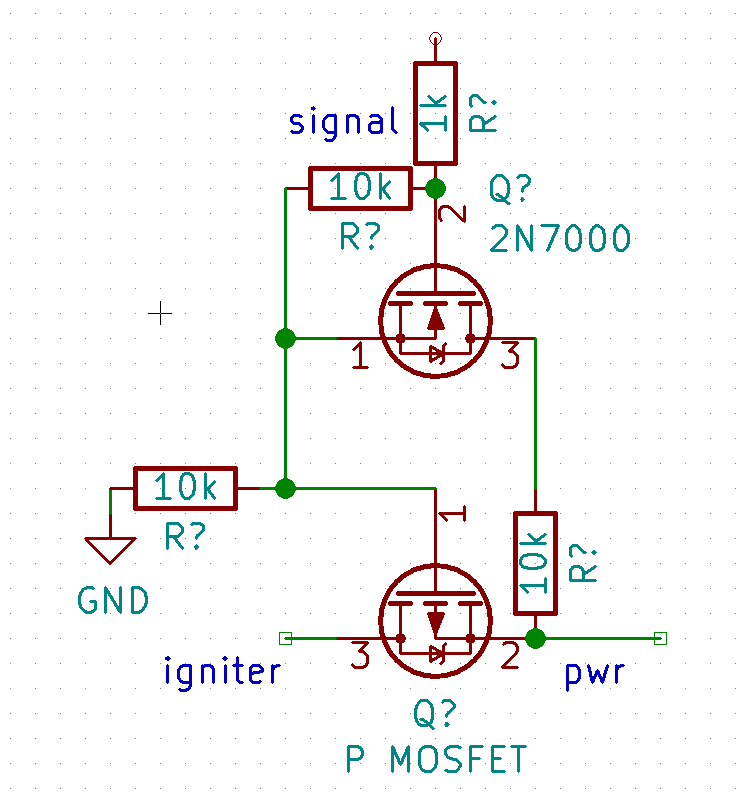 1k
R?
signal
10k
R?
Q?
2N7000
2
1
3
10k
R?
GND
1
10k
R?
igniter
3
2
pwr
Q?
P MOSFET